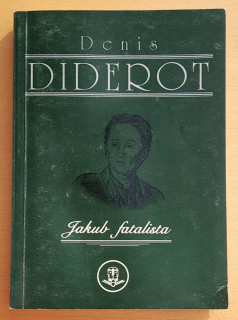 Denis
DIDEROT
Jakub fatalista